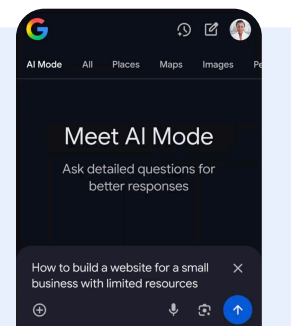 AI Mode All Places Maps Images Pe
Meet AI Mode
Ask detailed questions for
better responses
How to build a website for a small
business with limited resources